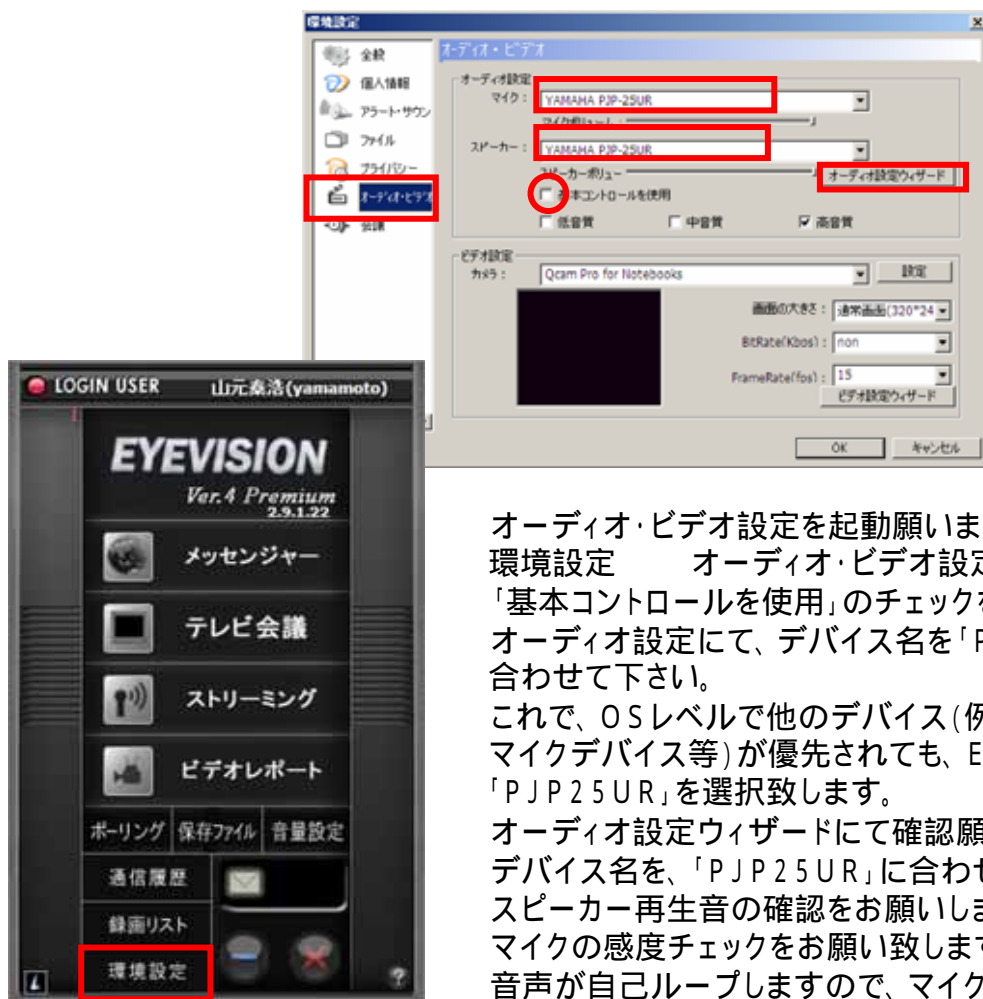 環境設定
全般
個人情報
アラート・サウン
ファイル
プライバシー
オーディオ・ビデオ
会議
オーディオ・ビデオ
オーディオ設定
マイク：
YAMAHA PJP-25UR
マイクボリューム：
スピーカー：
YAMAHA PJP-25UR
スピーカーボリュー
オーディオ設定ウィザード
基本コントロールを使用
低音質 中音質 高音質
ビデオ設定
カメラ：
Qcam Pro for Notebooks
設定
画面の大きさ：
通常画面(320*24
BitRate(Kbps)：
non
FrameRate(fps)：
15
ビデオ設定ウィザード
OK キャンセル
LOGIN USER
(yamamoto)
EYEVISION
Ver.4 Premium
2.9.1.22
メッセンジャー
テレビ会議
ストリーミング
ビデオレポート
ポーリング 保存ファイル 音量設定
通信履歴
録画リスト
環境設定
?
オーディオ・ビデオ設定を起動願いま
環境設定 オーディオ・ビデオ設定
「基本コントロールを使用」のチェックを
オーディオ設定にて、デバイス名を「P
合わせて下さい。
これで、OSレベルで他のデバイス(例
マイクデバイス等)が優先されても、E
「PJP25UR」を選択致します。
オーディオ設定ウィザードにて確認願
デバイス名を、「PJP25UR」に合わせ
スピーカー再生音の確認をお願いしま
マイクの感度チェックをお願い致します
音声が自己ループしますので、マイク